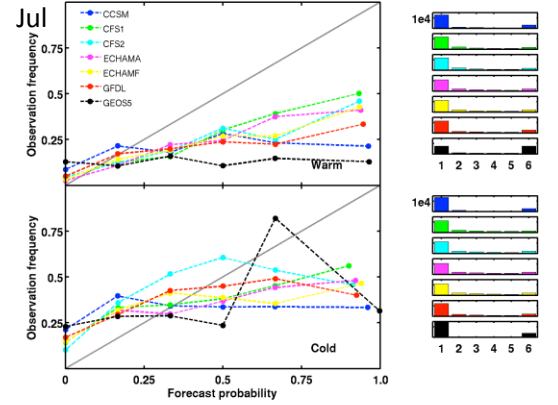 Jul
CCSM
CFS1
CFS2
ECHAMA
ECHAMF
GFDL
GEOS5
Observation frequency
0.75
0.5
0.25
Warm
Observation frequency
0.75
0.5
0.25
Cold
0 0.25 0.5 0.75 1.0
Forecast probability
1e4
1 2 3 4 5 6
1e4
1 2 3 4 5 6